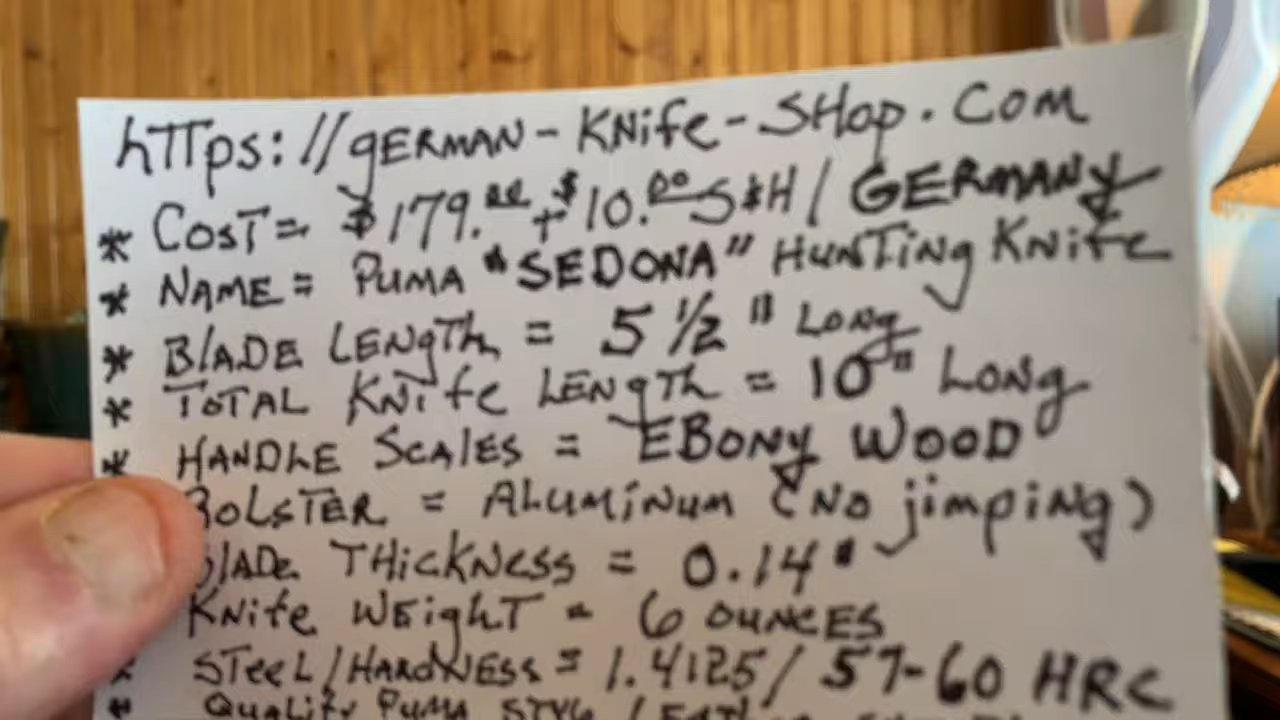 https://german-Knife-Shop.Com
* Cost = $179.00 + $10.00 S&H / GERMANY
* NAME = PUMA "SEDONA" HUNTing KNife
* BLADE LENgTh = 5 1/2" LONg
* TOTAL KNife LENgTh = 10" LONg
* HANDLE SCALES = EBONY WOOD
BOLSTER = ALUMiNUM (NO jimpiNg)
BLADE THiCKNESS = 0.14"
KNife WEighT = 6 OUNCES
* STeeL/HARDNESS = 1.4125 / 57-60 HRC
* QUALiTy PUMA